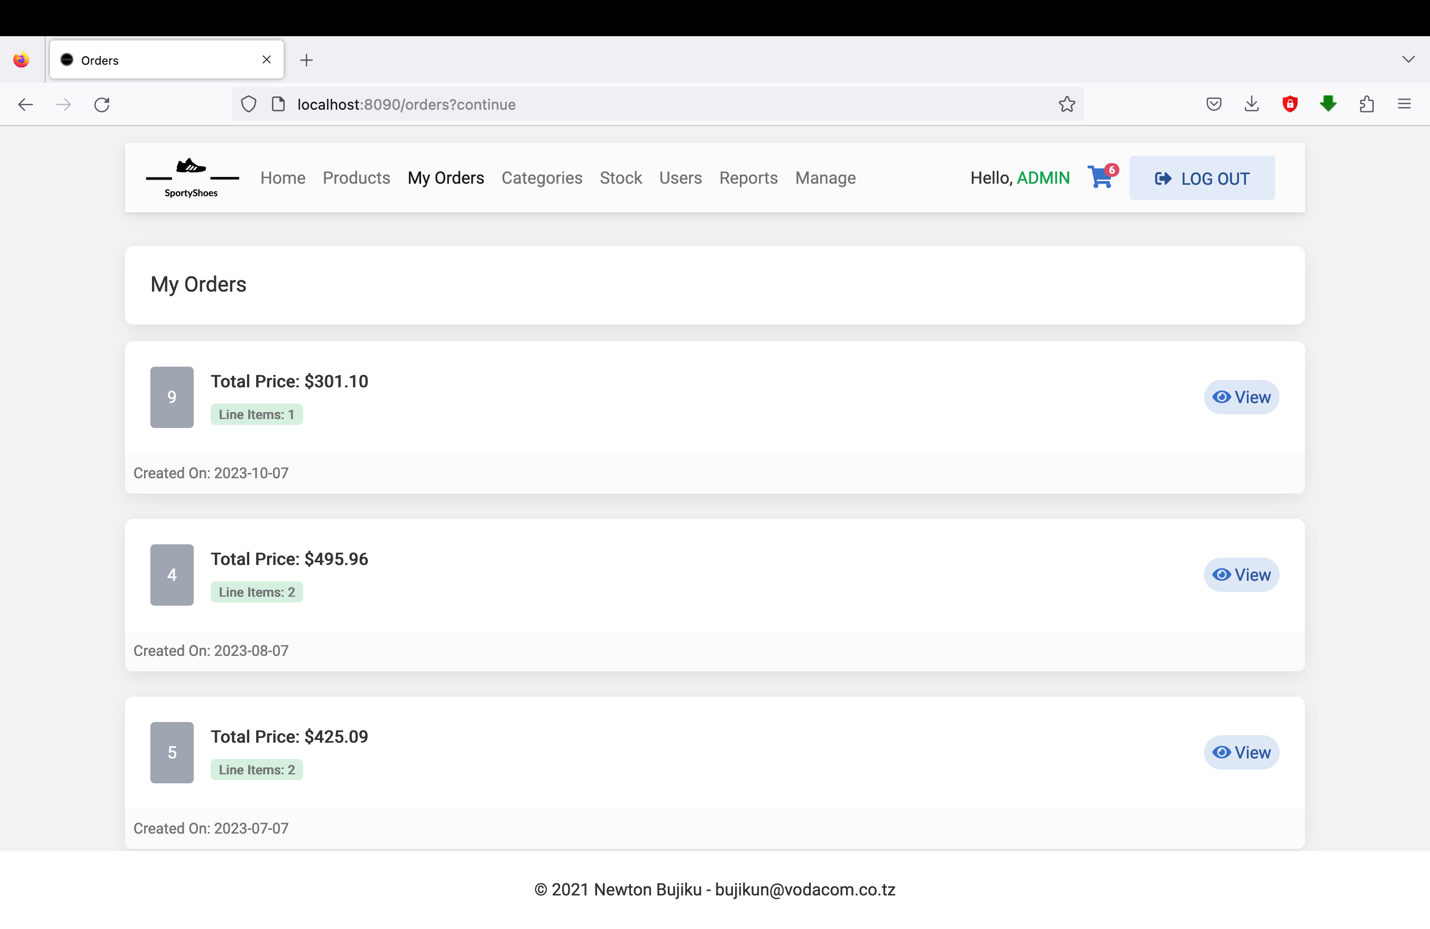 Orders
localhost:8090/orders?continue
SportyShoes
Home Products My Orders Categories Stock Users Reports Manage Hello, ADMIN 6 LOG OUT
My Orders
9 Total Price: $301.10 View
Line Items: 1
Created On: 2023-10-07
4 Total Price: $495.96 View
Line Items: 2
Created On: 2023-08-07
5 Total Price: $425.09 View
Line Items: 2
Created On: 2023-07-07
© 2021 Newton Bujiku - bujikun@vodacom.co.tz